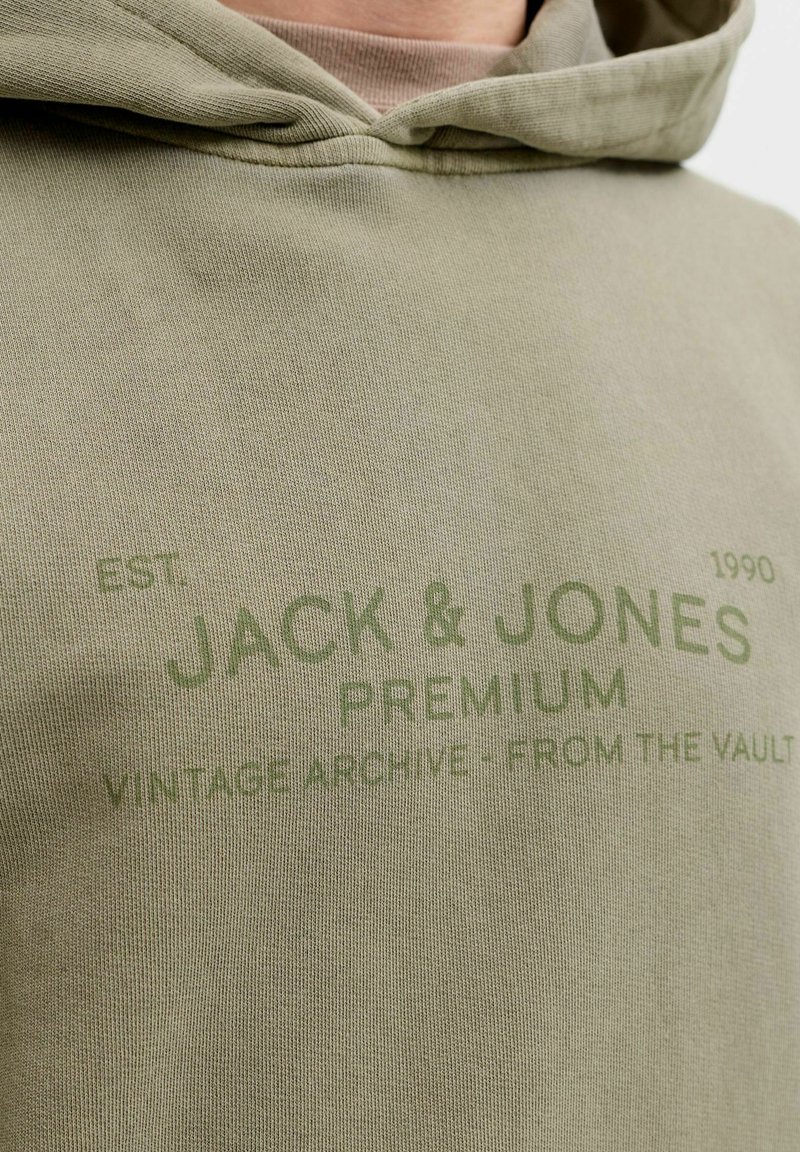 EST. 1990
JACK & JONES
PREMIUM
VINTAGE ARCHIVE - FROM THE VAULT